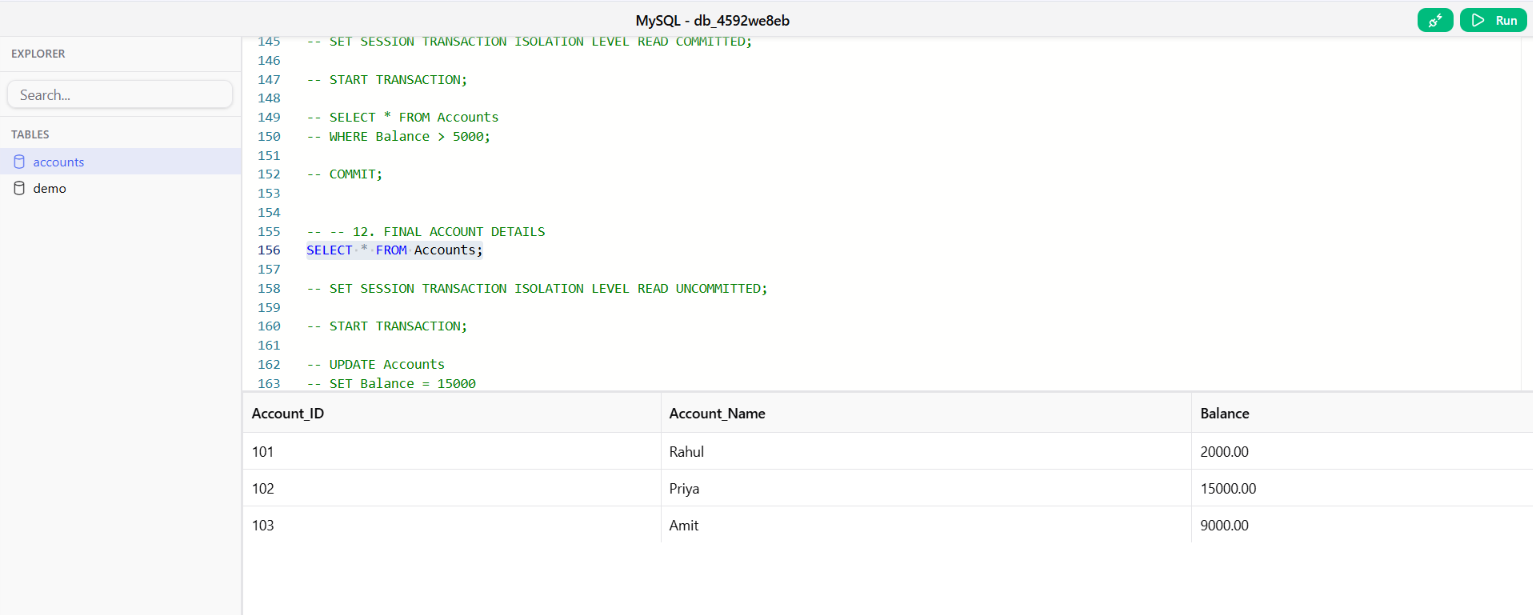 MySQL - db_4592we8eb
Run
EXPLORER
Search...
TABLES
accounts
demo
145 -- SET SESSION TRANSACTION ISOLATION LEVEL READ COMMITTED;
146
147 -- START TRANSACTION;
148
149 -- SELECT * FROM Accounts
150 -- WHERE Balance > 5000;
151
152 -- COMMIT;
153
154
155 -- -- 12. FINAL ACCOUNT DETAILS
156 SELECT * FROM Accounts;
157
158 -- SET SESSION TRANSACTION ISOLATION LEVEL READ UNCOMMITTED;
159
160 -- START TRANSACTION;
161
162 -- UPDATE Accounts
163 -- SET Balance = 15000
Account_ID Account_Name Balance
101 Rahul 2000.00
102 Priya 15000.00
103 Amit 9000.00